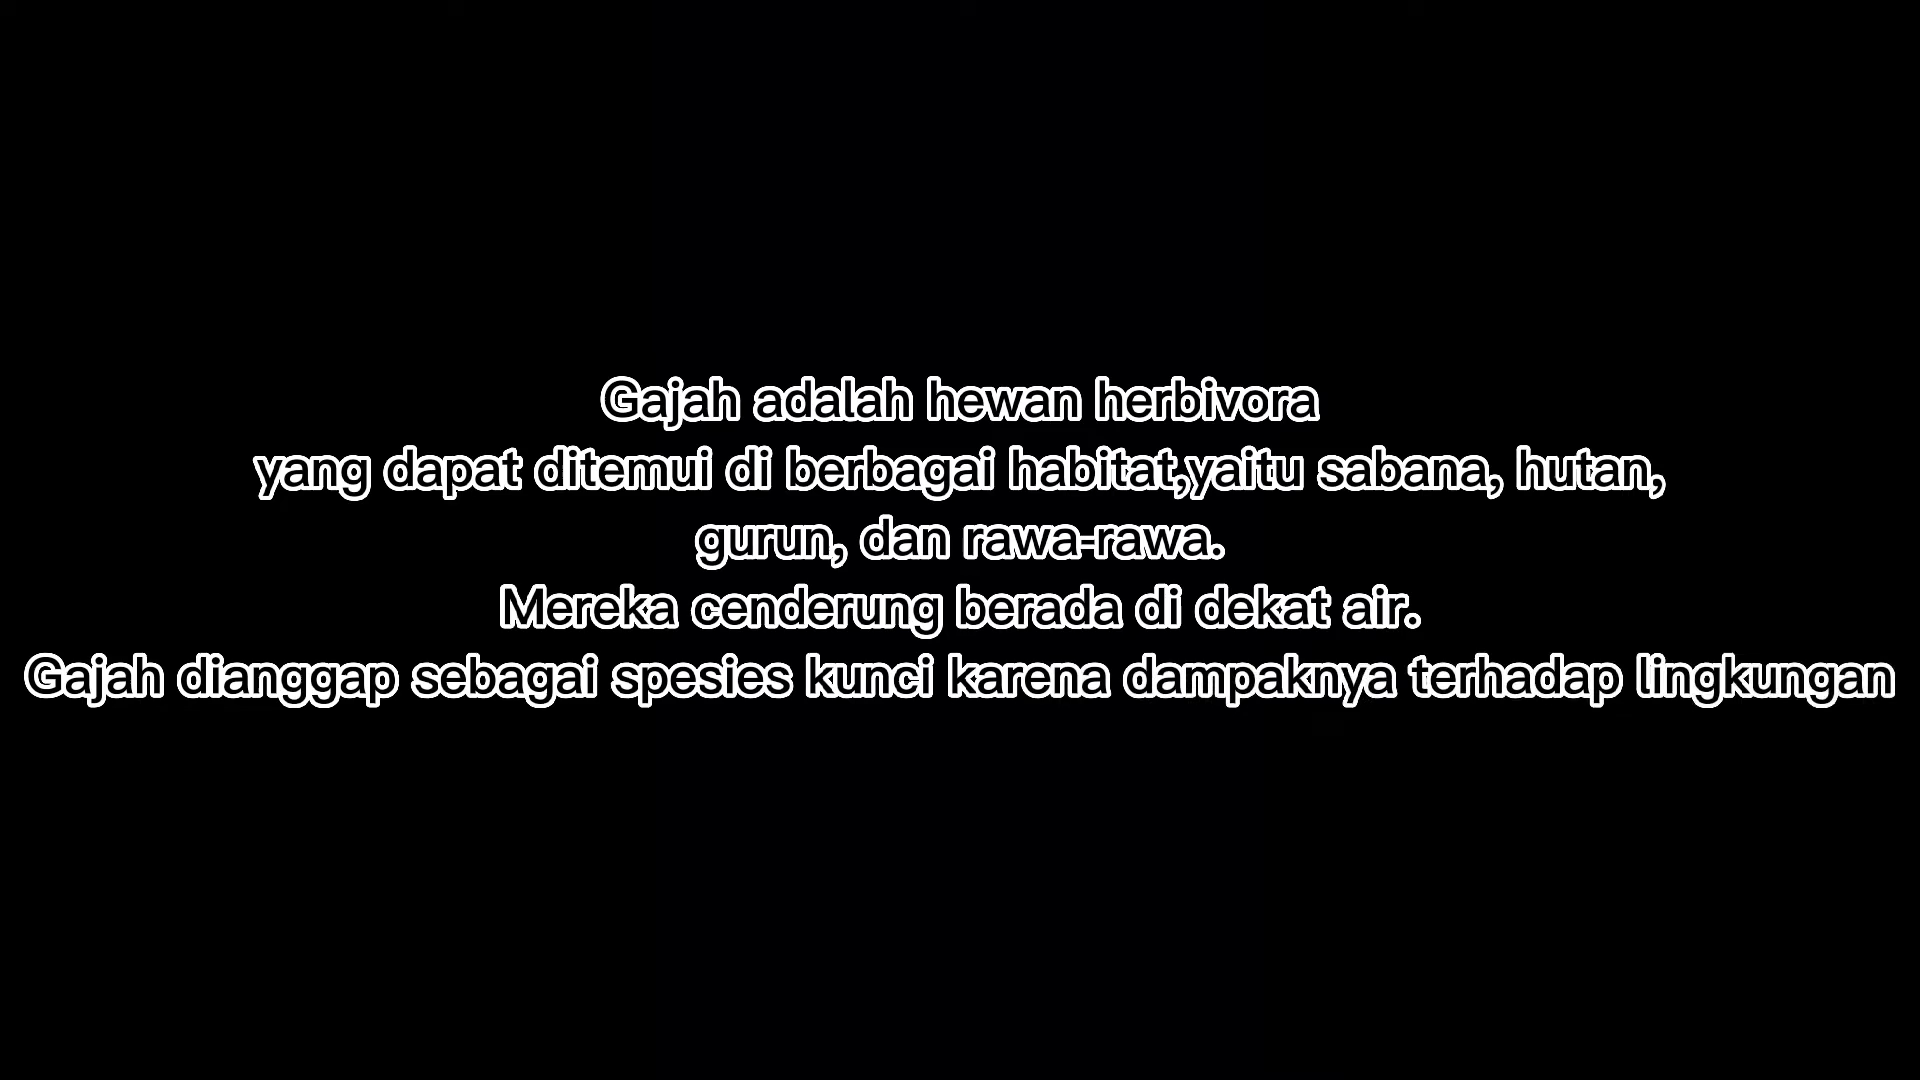 Gajah adalah hewan herbivora
yang dapat ditemui di berbagai habitat,yaitu sabana, hutan,
gurun, dan rawa-rawa.
Mereka cenderung berada di dekat air.
Gajah dianggap sebagai spesies kunci karena dampaknya terhadap lingkungan